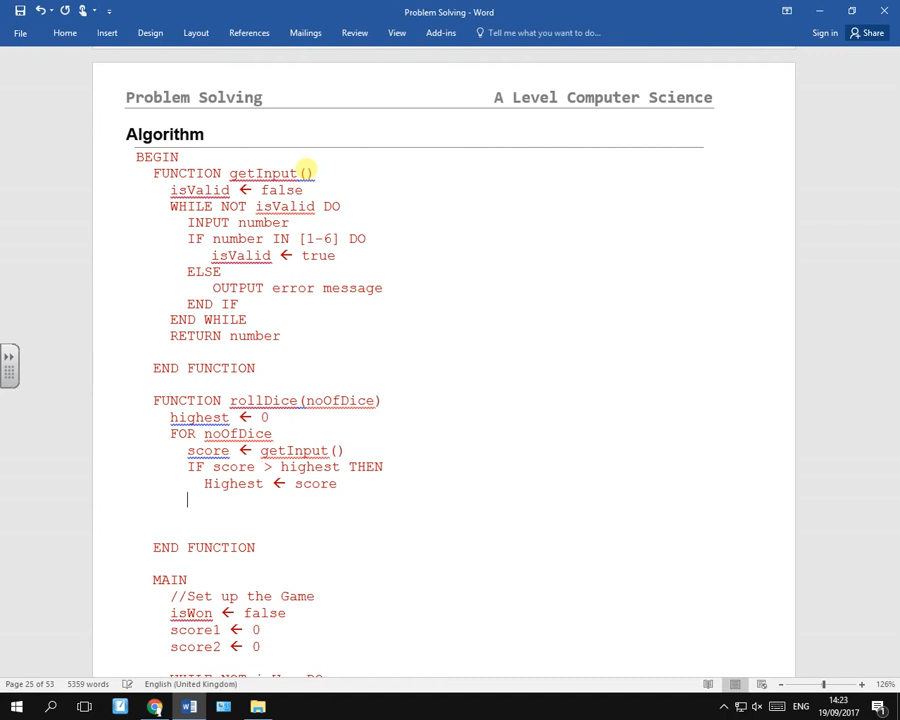 Problem Solving - Word
Sign in
Share
File
Home
Insert
Design
Layout
References
Mailings
Review
View
Add-ins
Tell me what you want to do...
Problem Solving
A Level Computer Science
Algorithm
BEGIN
FUNCTION getInput()
isValid ← false
WHILE NOT isValid DO
INPUT number
IF number IN [1-6] DO
isValid ← true
ELSE
OUTPUT error message
END IF
END WHILE
RETURN number
END FUNCTION
FUNCTION rollDice(noOfDice)
highest ← 0
FOR noOfDice
score ← getInput()
IF score > highest THEN
Highest ← score
END FUNCTION
MAIN
//Set up the Game
isWon ← false
score1 ← 0
score2 ← 0
Page 25 of 53
5359 words
English (United Kingdom)
126%
ENG
14:23
19/09/2017